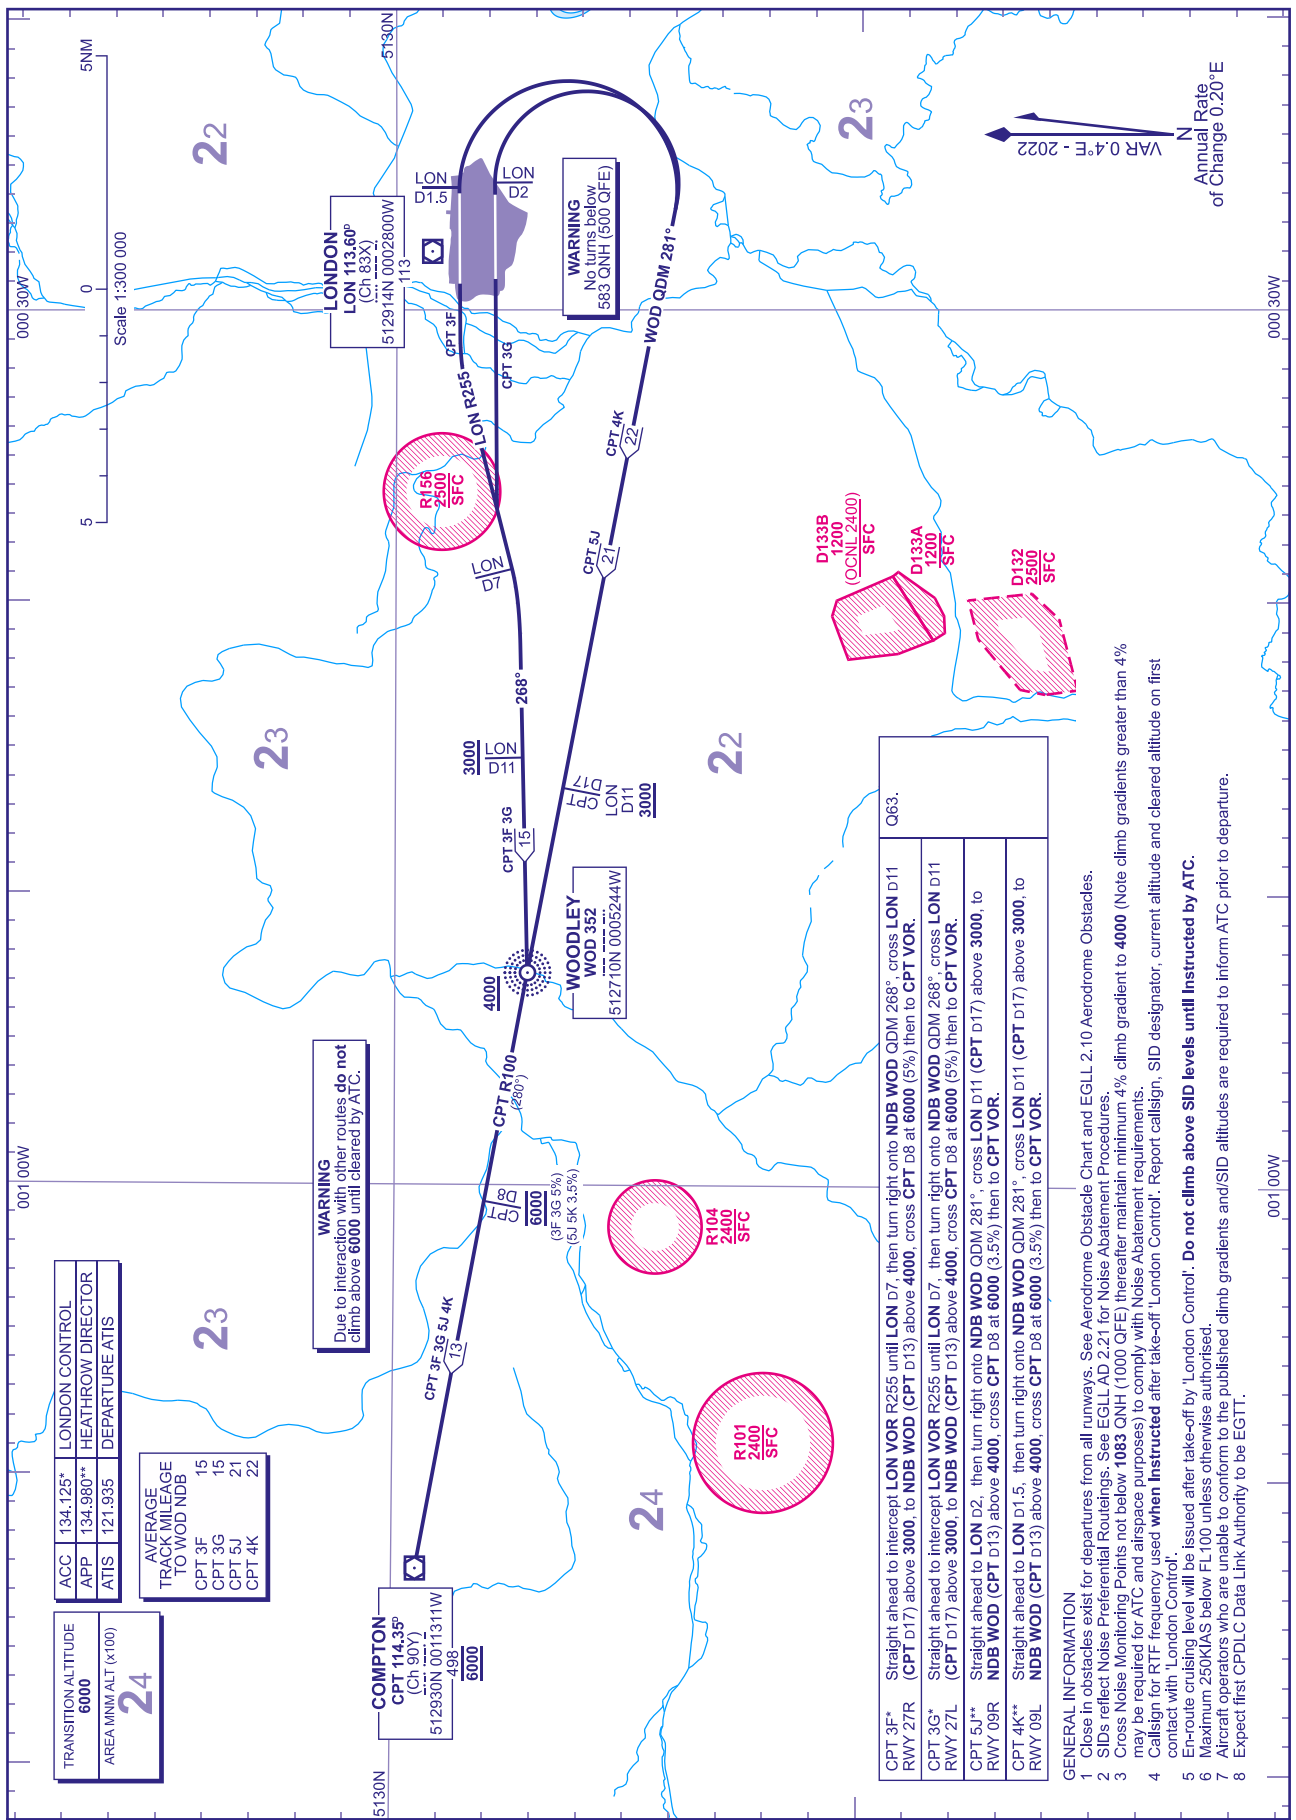 TRANSITION ALTITUDE
6000
AREA MNM ALT (x100)
24
ACC 134.125* LONDON CONTROL
APP 134.980** HEATHROW DIRECTOR
ATIS 121.935 DEPARTURE ATIS
AVERAGE
TRACK MILEAGE
TO WOD NDB
CPT 3F 15
CPT 3G 15
CPT 5J 21
CPT 4K 22
001 00W
000 30W
5 0 5NM
Scale 1:300 000
23
23
22
WARNING
Due to interaction with other routes do not
climb above 6000 until cleared by ATC.
5130N
5130N
COMPTON
CPT 114.35ᴰ
(Ch 90Y)
512930N 0011311W
498
6000
CPT 3F 3G 5J 4K
13
CPT
D8
6000
(3F 3G 5%)
(5J 5K 3.5%)
CPT R100
(280°)
4000
WOODLEY
WOD 352
512710N 0005244W
CPT 3F 3G
15
3000
LON
D11
268°
LON
D7
R156
2500
SFC
LON R255
CPT 3F
CPT 3G
LONDON
LON 113.60ᴰ
(Ch 83X)
512914N 0002800W
113
LON
D1.5
LON
D2
WARNING
No turns below
583 QNH (500 QFE)
WOD QDM 281°
CPT 4K
22
CPT 5J
21
CPT
D17
LON
D11
3000
24
22
23
R101
2400
SFC
R104
2400
SFC
D133B
1200
(OCNL 2400)
SFC
D133A
1200
SFC
D132
2500
SFC
VAR 0.4°E - 2022
N
Annual Rate
of Change 0.20°E
CPT 3F* Straight ahead to intercept LON VOR R255 until LON D7, then turn right onto NDB WOD QDM 268°, cross LON D11
RWY 27R (CPT D17) above 3000, to NDB WOD (CPT D13) above 4000, cross CPT D8 at 6000 (5%) then to CPT VOR.
CPT 3G* Straight ahead to intercept LON VOR R255 until LON D7, then turn right onto NDB WOD QDM 268°, cross LON D11
RWY 27L (CPT D17) above 3000, to NDB WOD (CPT D13) above 4000, cross CPT D8 at 6000 (5%) then to CPT VOR.
CPT 5J** Straight ahead to LON D2, then turn right onto NDB WOD QDM 281°, cross LON D11 (CPT D17) above 3000, to
RWY 09R NDB WOD (CPT D13) above 4000, cross CPT D8 at 6000 (3.5%) then to CPT VOR.
CPT 4K** Straight ahead to LON D1.5, then turn right onto NDB WOD QDM 281°, cross LON D11 (CPT D17) above 3000, to
RWY 09L NDB WOD (CPT D13) above 4000, cross CPT D8 at 6000 (3.5%) then to CPT VOR.
Q63.
GENERAL INFORMATION
1 Close in obstacles exist for departures from all runways. See Aerodrome Obstacle Chart and EGLL 2.10 Aerodrome Obstacles.
2 SIDs reflect Noise Preferential Routeings. See EGLL AD 2.21 for Noise Abatement Procedures.
3 Cross Noise Monitoring Points not below 1083 QNH (1000 QFE) thereafter maintain minimum 4% climb gradient to 4000 (Note climb gradients greater than 4%
may be required for ATC and airspace purposes) to comply with Noise Abatement requirements.
4 Callsign for RTF frequency used when Instructed after take-off 'London Control'. Report callsign, SID designator, current altitude and cleared altitude on first
contact with 'London Control'.
5 En-route cruising level will be issued after take-off by 'London Control'. Do not climb above SID levels until Instructed by ATC.
6 Maximum 250KIAS below FL100 unless otherwise authorised.
7 Aircraft operators who are unable to conform to the published climb gradients and/SID altitudes are required to inform ATC prior to departure.
8 Expect first CPDLC Data Link Authority to be EGTT.
001 00W
000 30W